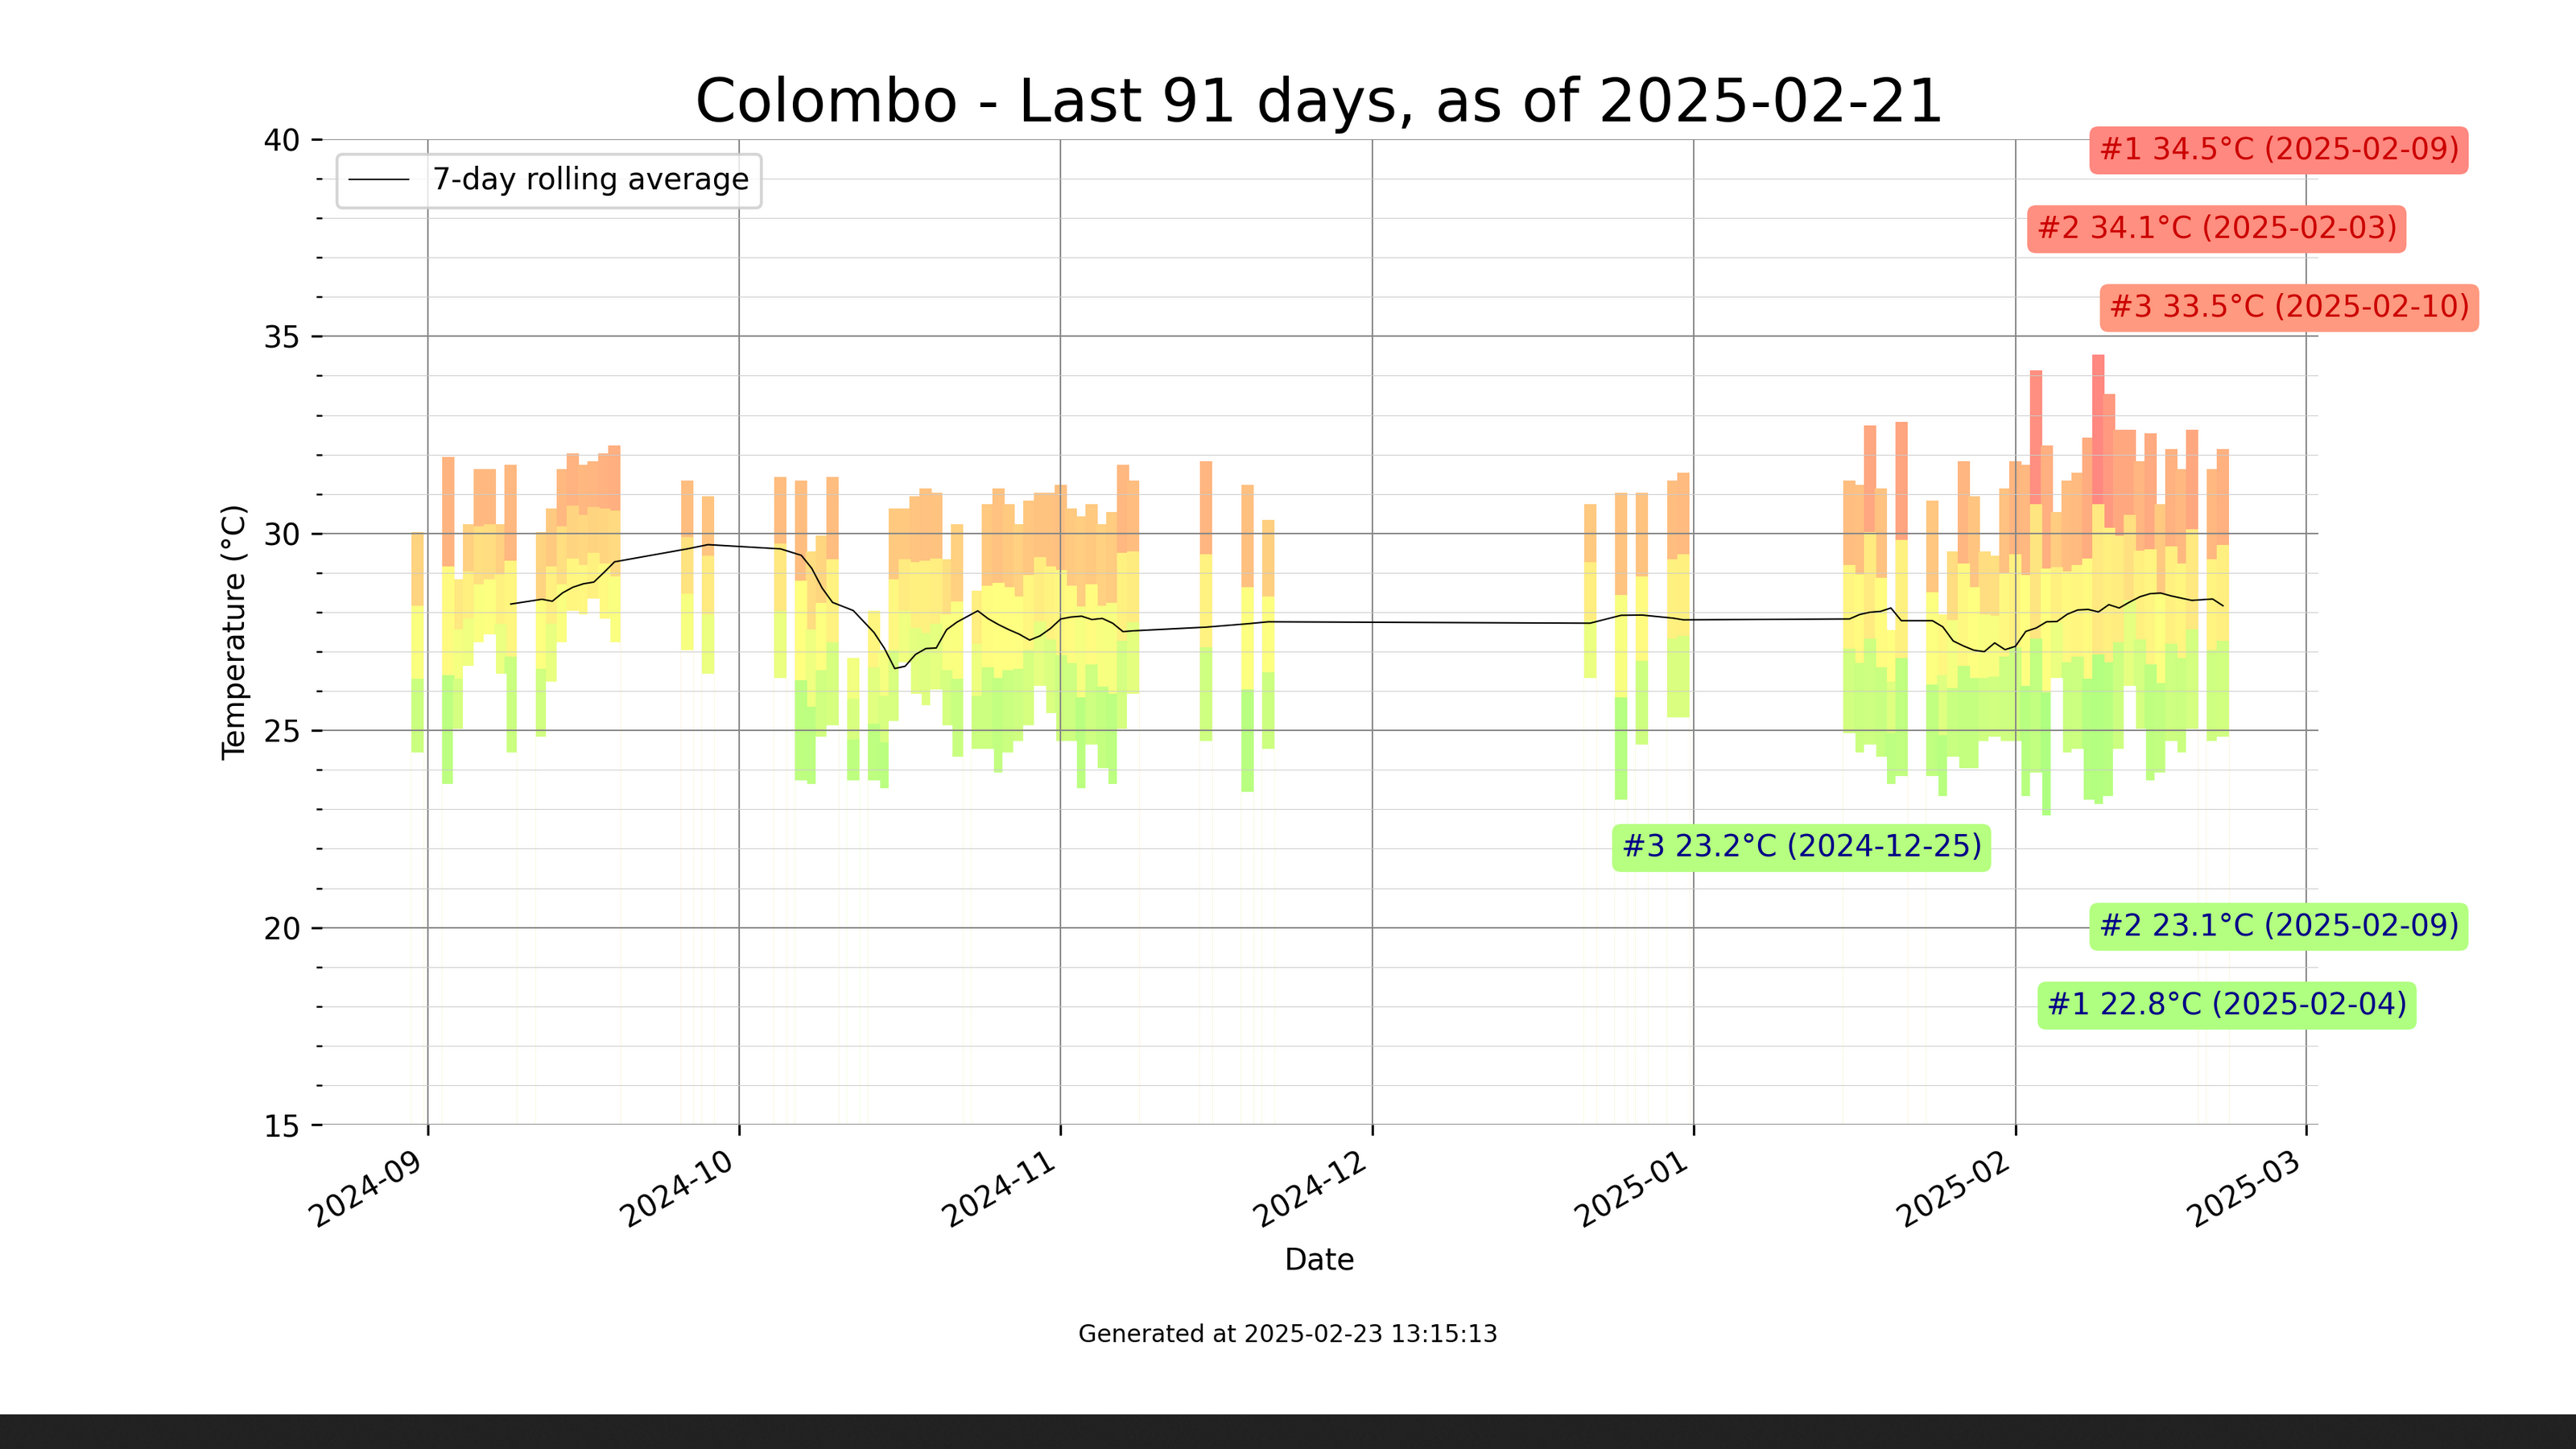 Colombo - Last 91 days, as of 2025-02-21
40
#1 34.5°C (2025-02-09)
7-day rolling average
#2 34.1°C (2025-02-03)
#3 33.5°C (2025-02-10)
35
30
Temperature (°C)
25
#3 23.2°C (2024-12-25)
20
#2 23.1°C (2025-02-09)
#1 22.8°C (2025-02-04)
15
2024-09
2024-10
2024-11
2024-12
2025-01
2025-02
2025-03
Date
Generated at 2025-02-23 13:15:13